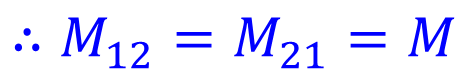 ∴ M₁₂ = M₂₁ = M